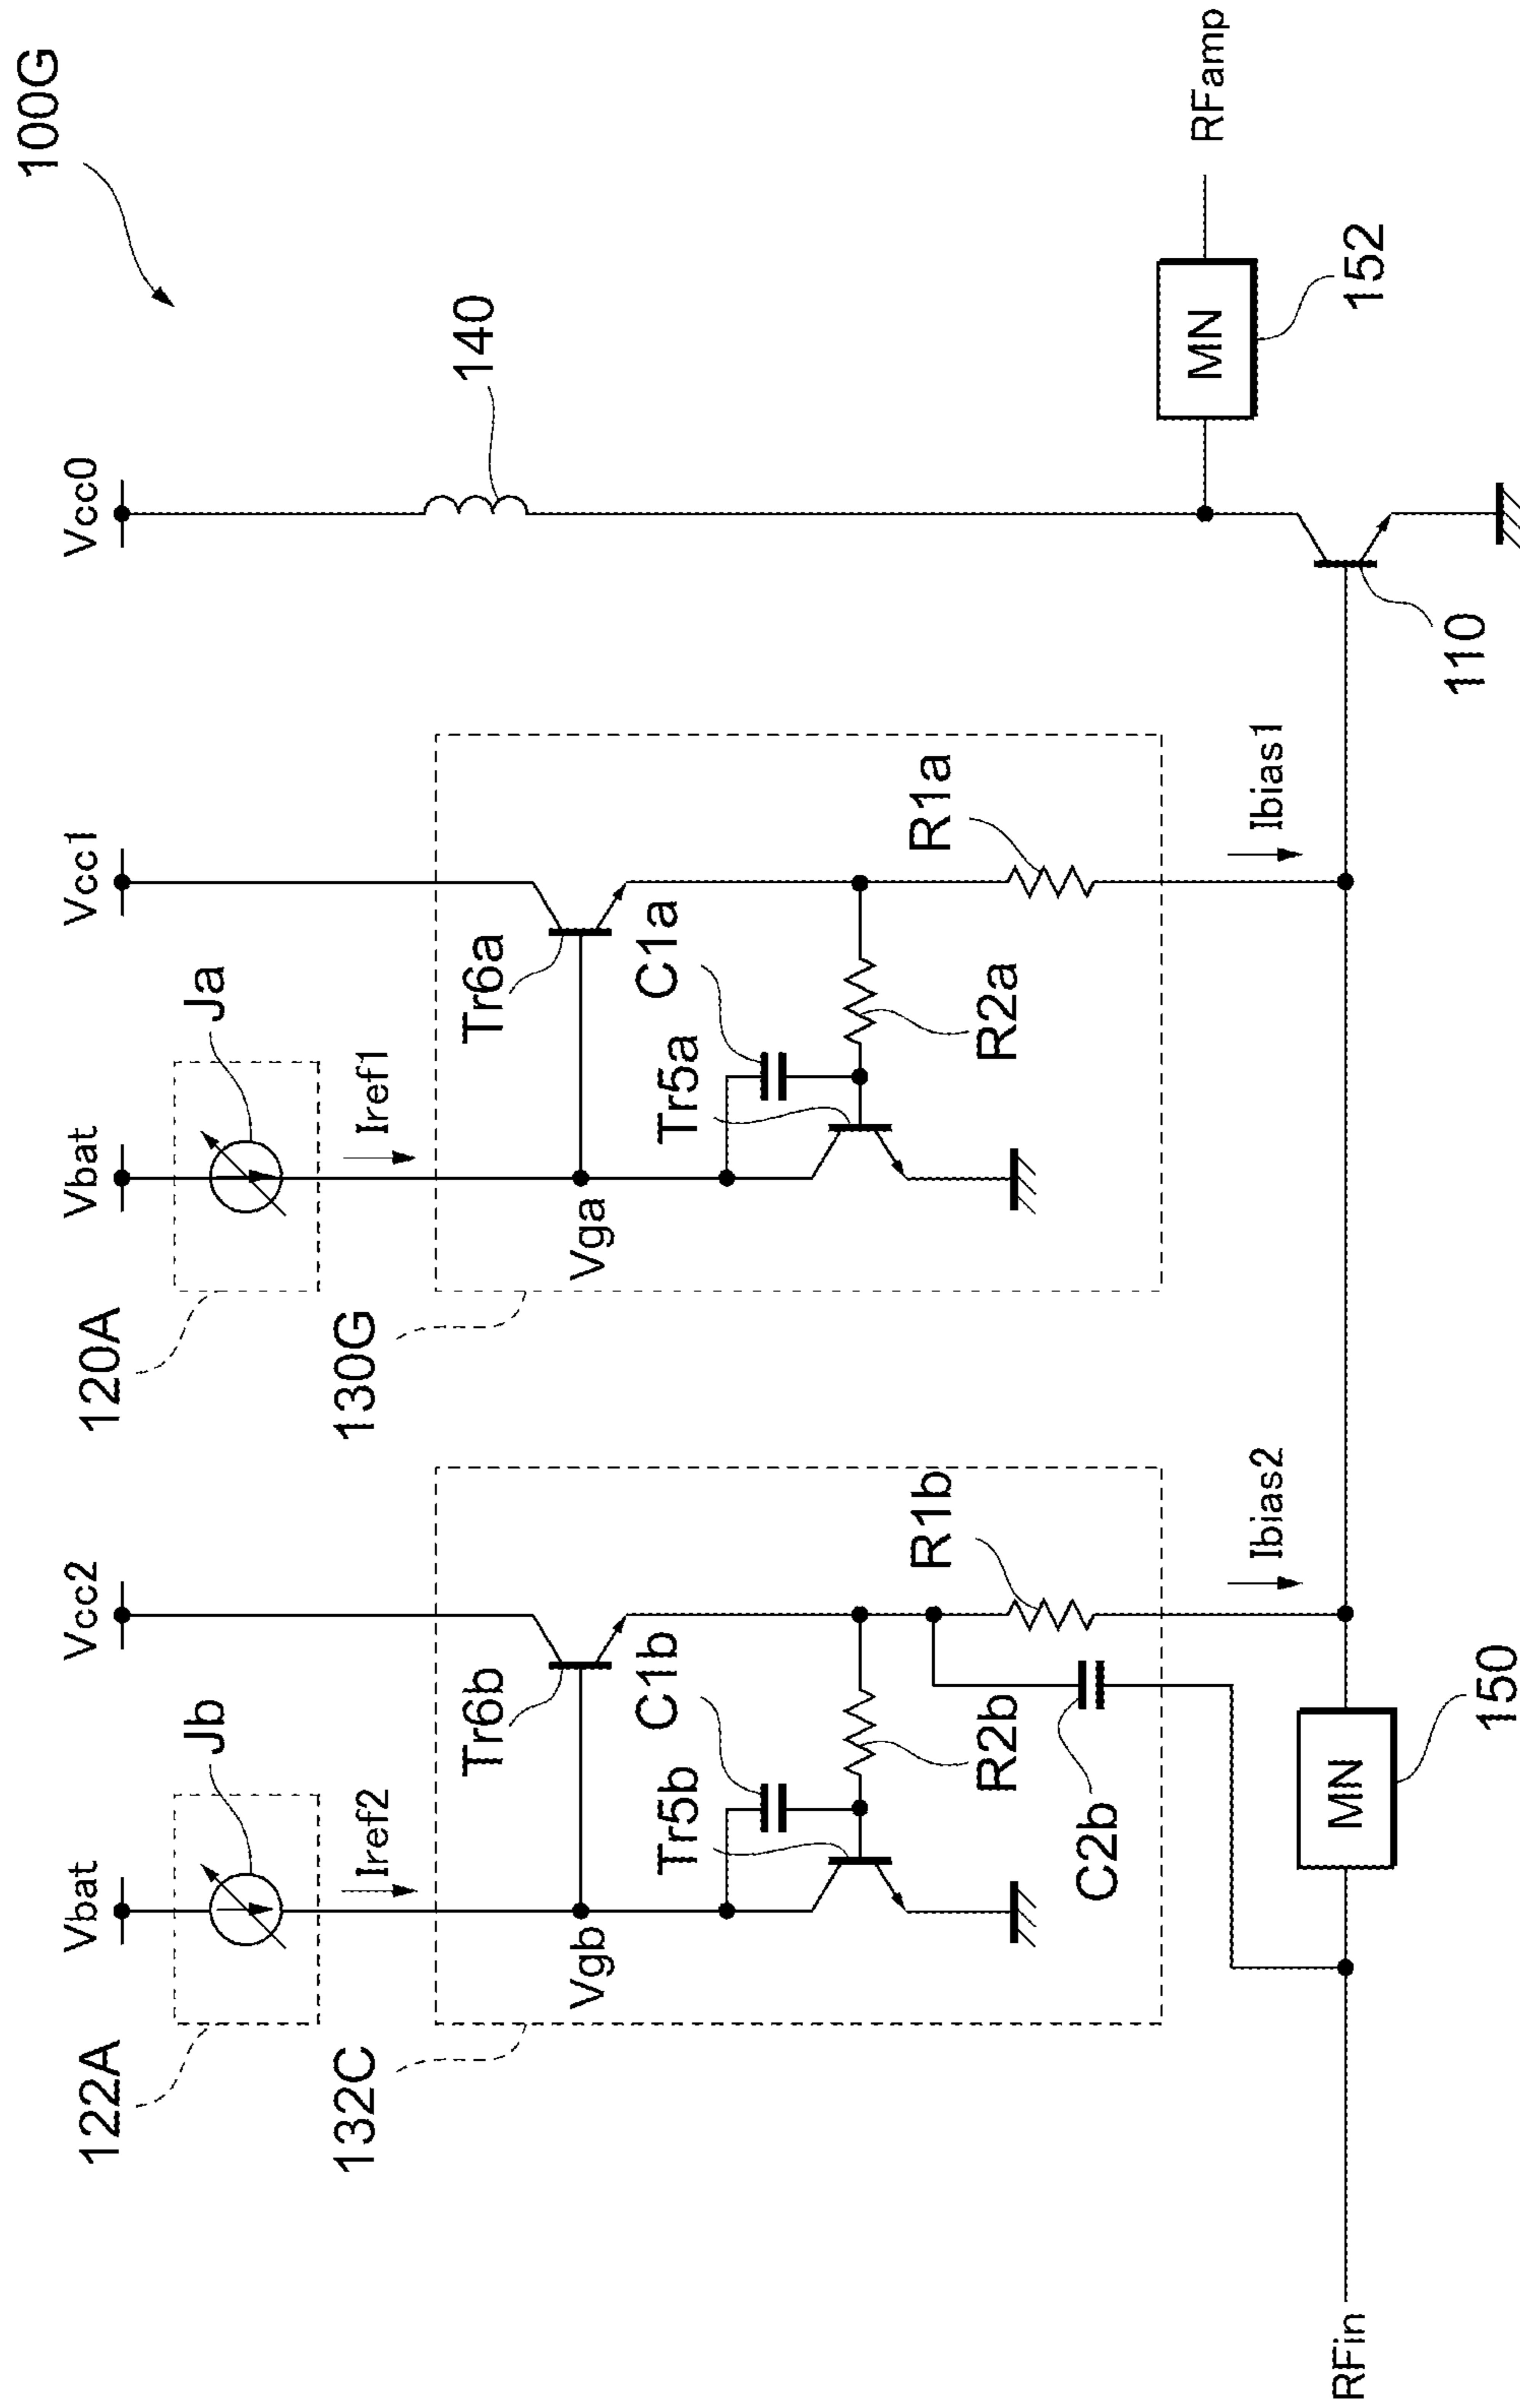 100G
Vcc0
Vcc1
Vbat
Vcc2
Vbat
140
Ja
120A
Jb
122A
Iref1
Iref2
Tr6a
Vga
130G
Tr6b
Vgb
132C
C1a
Tr5a
C1b
Tr5b
R1a
R2a
R1b
R2b
C2b
RFamp
MN
152
Ibias1
Ibias2
110
MN
150
RFin